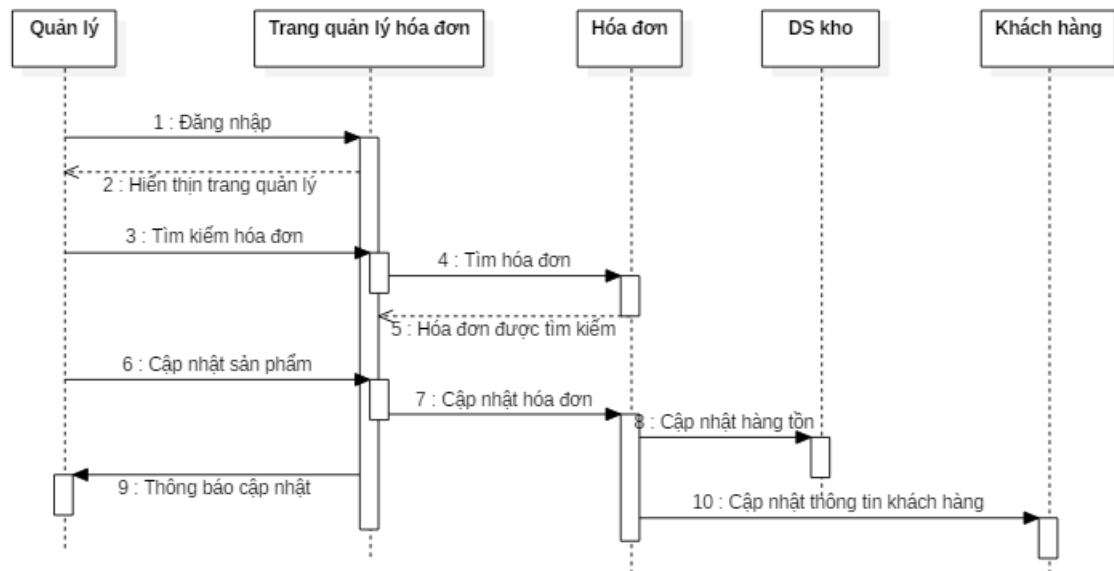 Quản lý
Trang quản lý hóa đơn
Hóa đơn
DS kho
Khách hàng
1 : Đăng nhập
2 : Hiển thịn trang quản lý
3 : Tìm kiếm hóa đơn
4 : Tìm hóa đơn
5 : Hóa đơn được tìm kiếm
6 : Cập nhật sản phẩm
7 : Cập nhật hóa đơn
8 : Cập nhật hàng tồn
9 : Thông báo cập nhật
10 : Cập nhật thông tin khách hàng